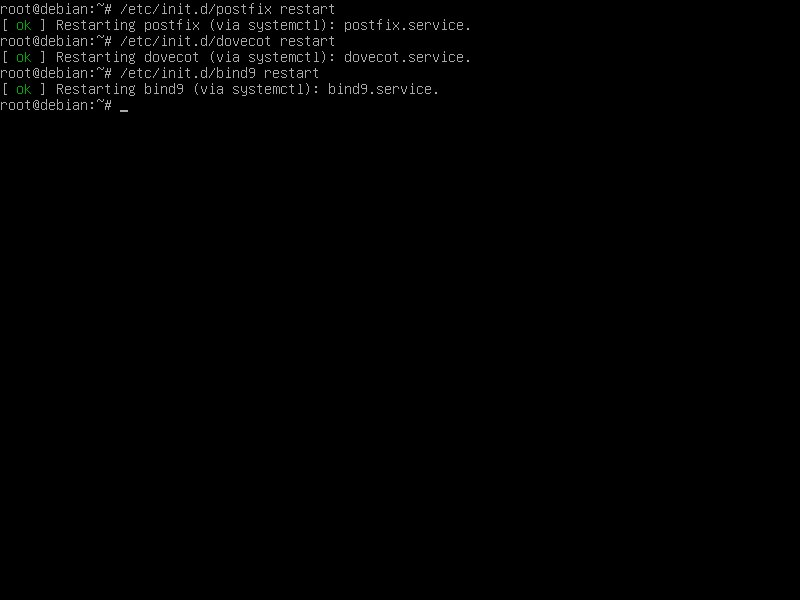 root@debian:~# /etc/init.d/postfix restart
[ ok ] Restarting postfix (via systemctl): postfix.service.
root@debian:~# /etc/init.d/dovecot restart
[ ok ] Restarting dovecot (via systemctl): dovecot.service.
root@debian:~# /etc/init.d/bind9 restart
[ ok ] Restarting bind9 (via systemctl): bind9.service.
root@debian:~# _